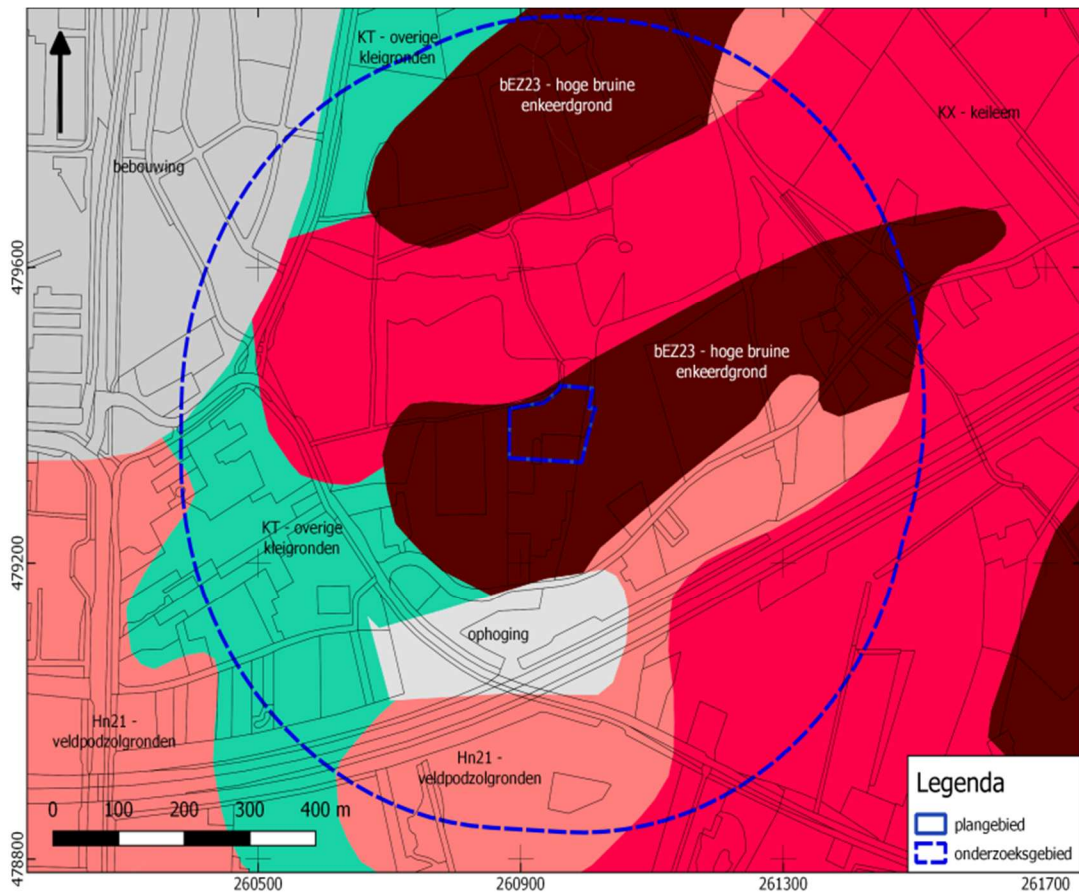 KT - overige
kleigronden
bEZ23 - hoge bruine
enkeerdgrond
KX - keileem
bebouwing
479600
bEZ23 - hoge bruine
enkeerdgrond
KT - overige
kleigronden
479200
ophoging
Hn21 -
veldpodzolgronden
Hn21 -
veldpodzolgronden
Legenda
plangebied
onderzoeksgebied
0 100 200 300 400 m
478800
260500 260900 261300 261700